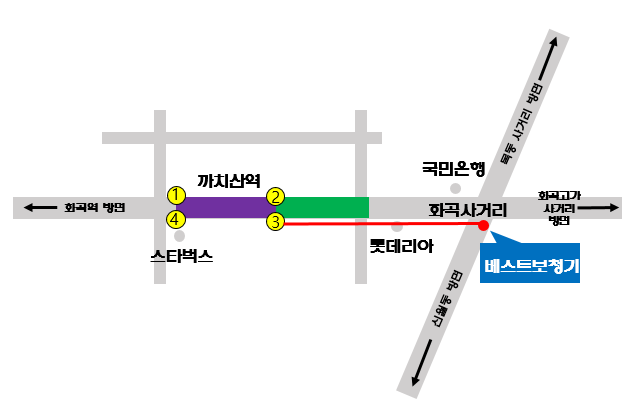 목동 사거리 방면
국민은행
까치산역
1
2
화곡고가
사거리
방면
화곡역 방면
화곡사거리
4
3
롯데리아
스타벅스
베스트보청기
신월동 방면